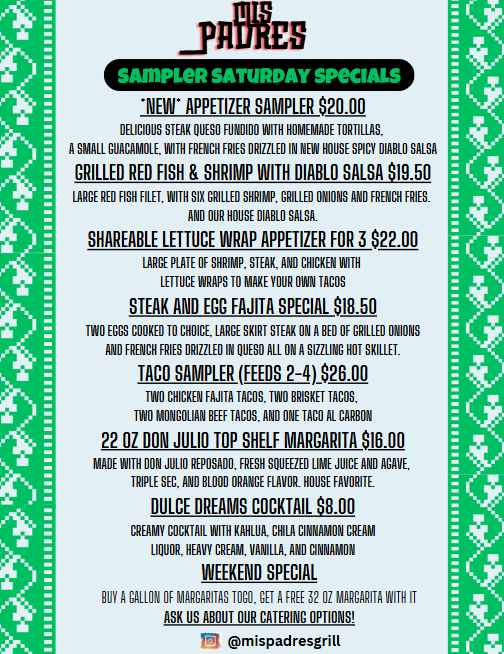 MIS
PADRES
SAMPLER SATURDAY SPECIALS
*NEW* APPETIZER SAMPLER $20.00
DELICIOUS STEAK QUESO FUNDIDO WITH HOMEMADE TORTILLAS,
A SMALL GUACAMOLE, WITH FRENCH FRIES DRIZZLED IN NEW HOUSE SPICY DIABLO SALSA
GRILLED RED FISH & SHRIMP WITH DIABLO SALSA $19.50
LARGE RED FISH FILET, WITH SIX GRILLED SHRIMP, GRILLED ONIONS AND FRENCH FRIES.
AND OUR HOUSE DIABLO SALSA.
SHAREABLE LETTUCE WRAP APPETIZER FOR 3 $22.00
LARGE PLATE OF SHRIMP, STEAK, AND CHICKEN WITH
LETTUCE WRAPS TO MAKE YOUR OWN TACOS
STEAK AND EGG FAJITA SPECIAL $18.50
TWO EGGS COOKED TO CHOICE, LARGE SKIRT STEAK ON A BED OF GRILLED ONIONS
AND FRENCH FRIES DRIZZLED IN QUESO ALL ON A SIZZLING HOT SKILLET.
TACO SAMPLER (FEEDS 2-4) $26.00
TWO CHICKEN FAJITA TACOS, TWO BRISKET TACOS,
TWO MONGOLIAN BEEF TACOS, AND ONE TACO AL CARBON
22 OZ DON JULIO TOP SHELF MARGARITA $16.00
MADE WITH DON JULIO REPOSADO, FRESH SQUEEZED LIME JUICE AND AGAVE,
TRIPLE SEC, AND BLOOD ORANGE FLAVOR. HOUSE FAVORITE.
DULCE DREAMS COCKTAIL $8.00
CREAMY COCKTAIL WITH KAHLUA, CHILA CINNAMON CREAM
LIQUOR, HEAVY CREAM, VANILLA, AND CINNAMON
WEEKEND SPECIAL
BUY A GALLON OF MARGARITAS TOGO, GET A FREE 32 OZ MARGARITA WITH IT
ASK US ABOUT OUR CATERING OPTIONS!
@mispadresgrill